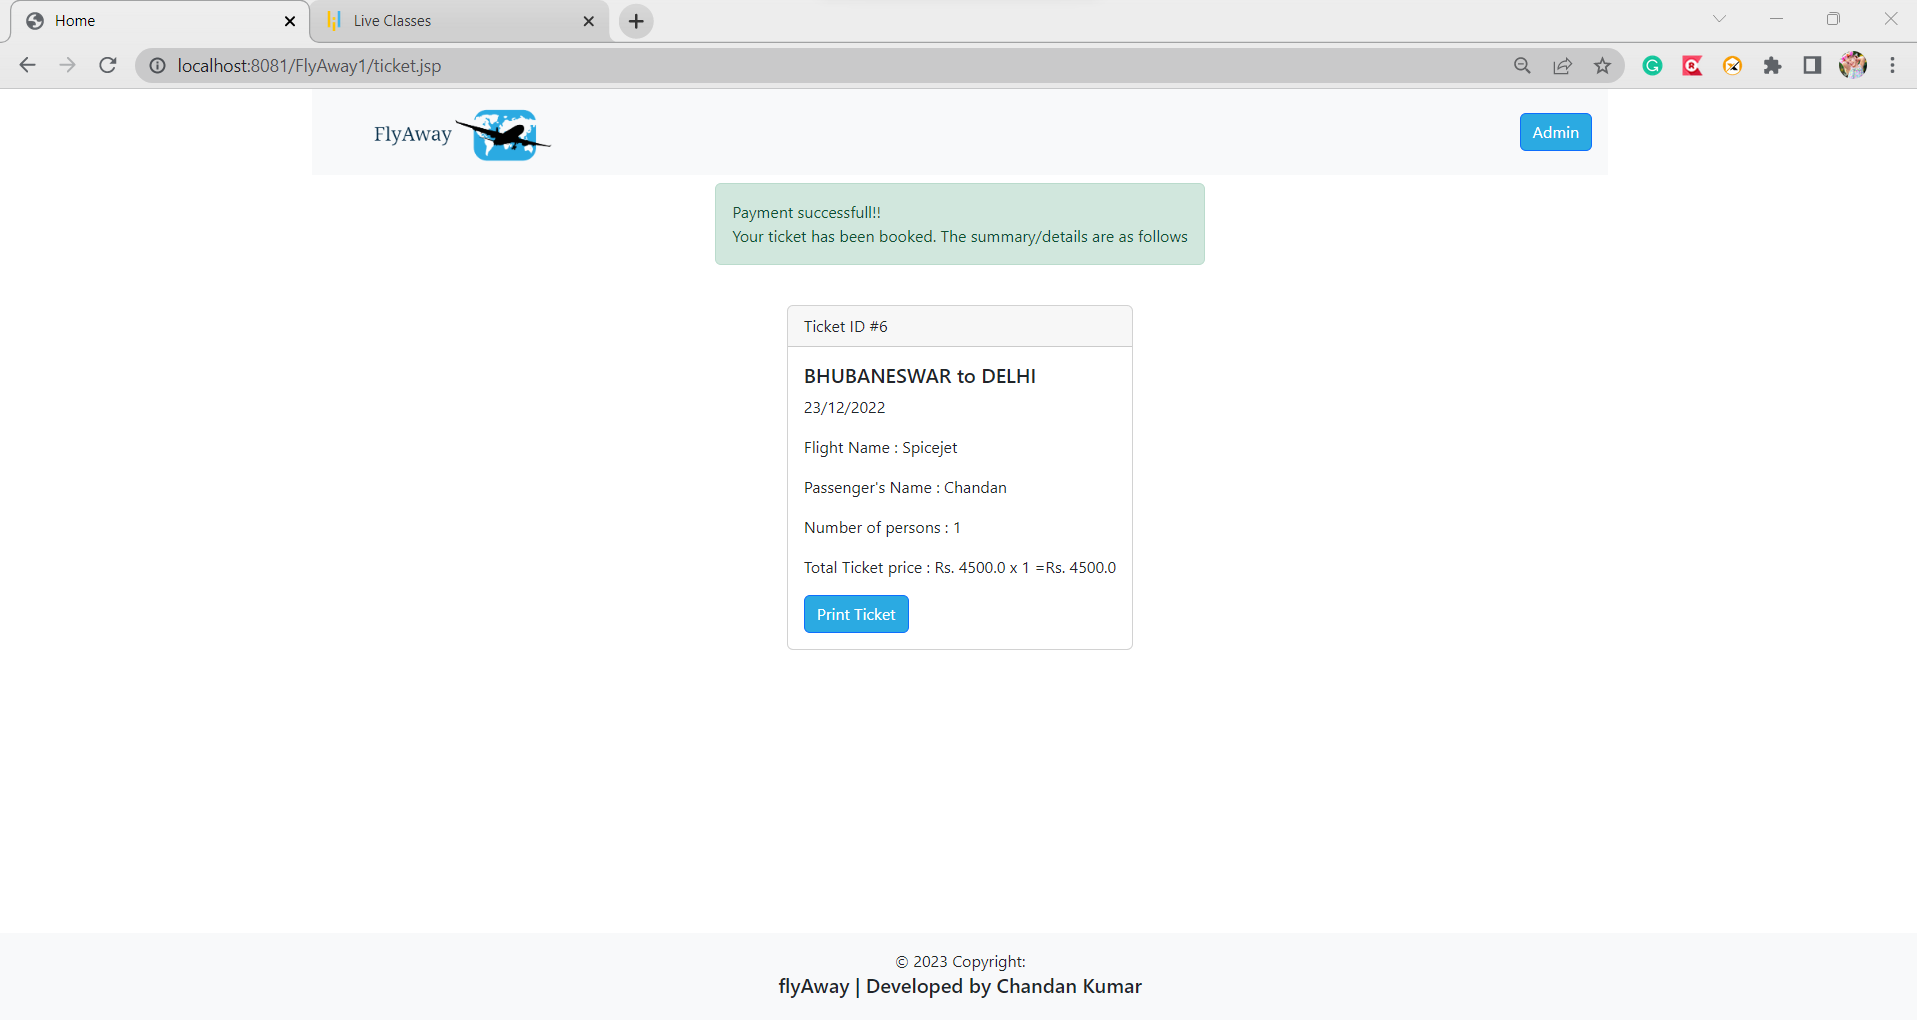 Home
Live Classes
localhost:8081/FlyAway1/ticket.jsp
FlyAway
Admin
Payment successfull!!
Your ticket has been booked. The summary/details are as follows
Ticket ID #6
BHUBANESWAR to DELHI
23/12/2022
Flight Name : Spicejet
Passenger's Name : Chandan
Number of persons : 1
Total Ticket price : Rs. 4500.0 x 1 =Rs. 4500.0
Print Ticket
© 2023 Copyright:
flyAway | Developed by Chandan Kumar